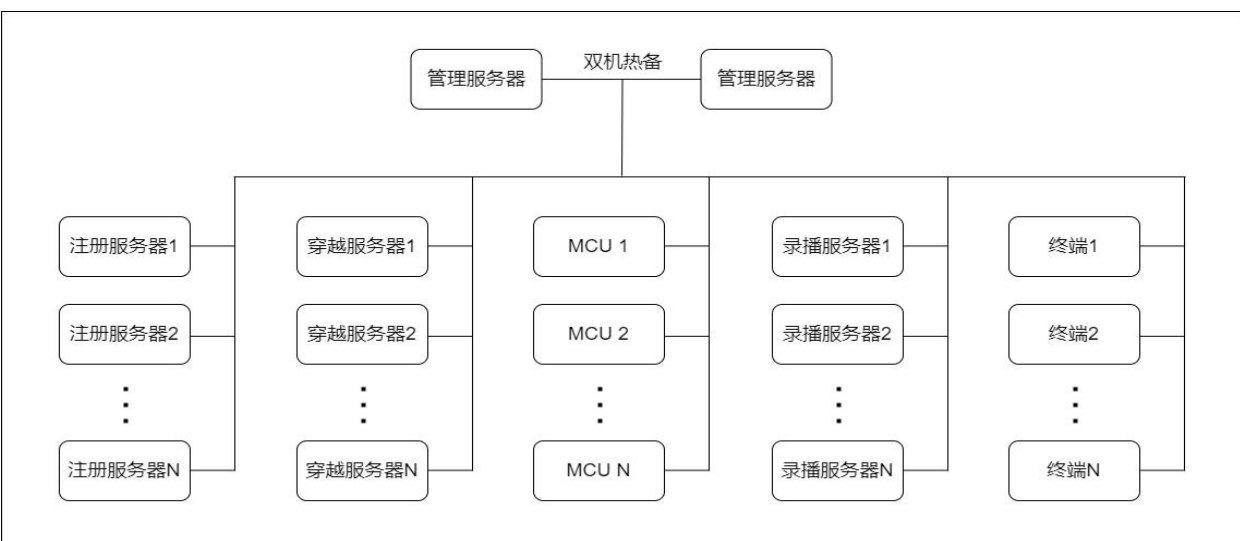 双机热备
管理服务器 管理服务器
注册服务器1 穿越服务器1 MCU 1 录播服务器1 终端1
注册服务器2 穿越服务器2 MCU 2 录播服务器2 终端2
注册服务器N 穿越服务器N MCU N 录播服务器N 终端N